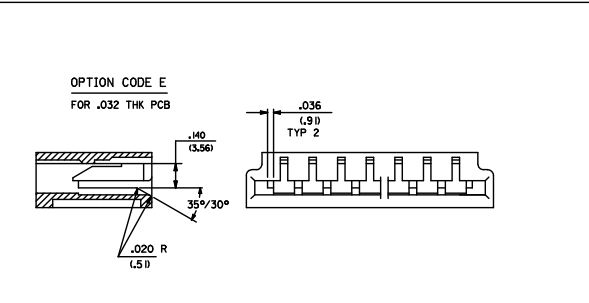 OPTION CODE E
FOR .032 THK PCB
.036
(.91)
TYP 2
.140
(3.56)
35°/30°
.020 R
(.51)